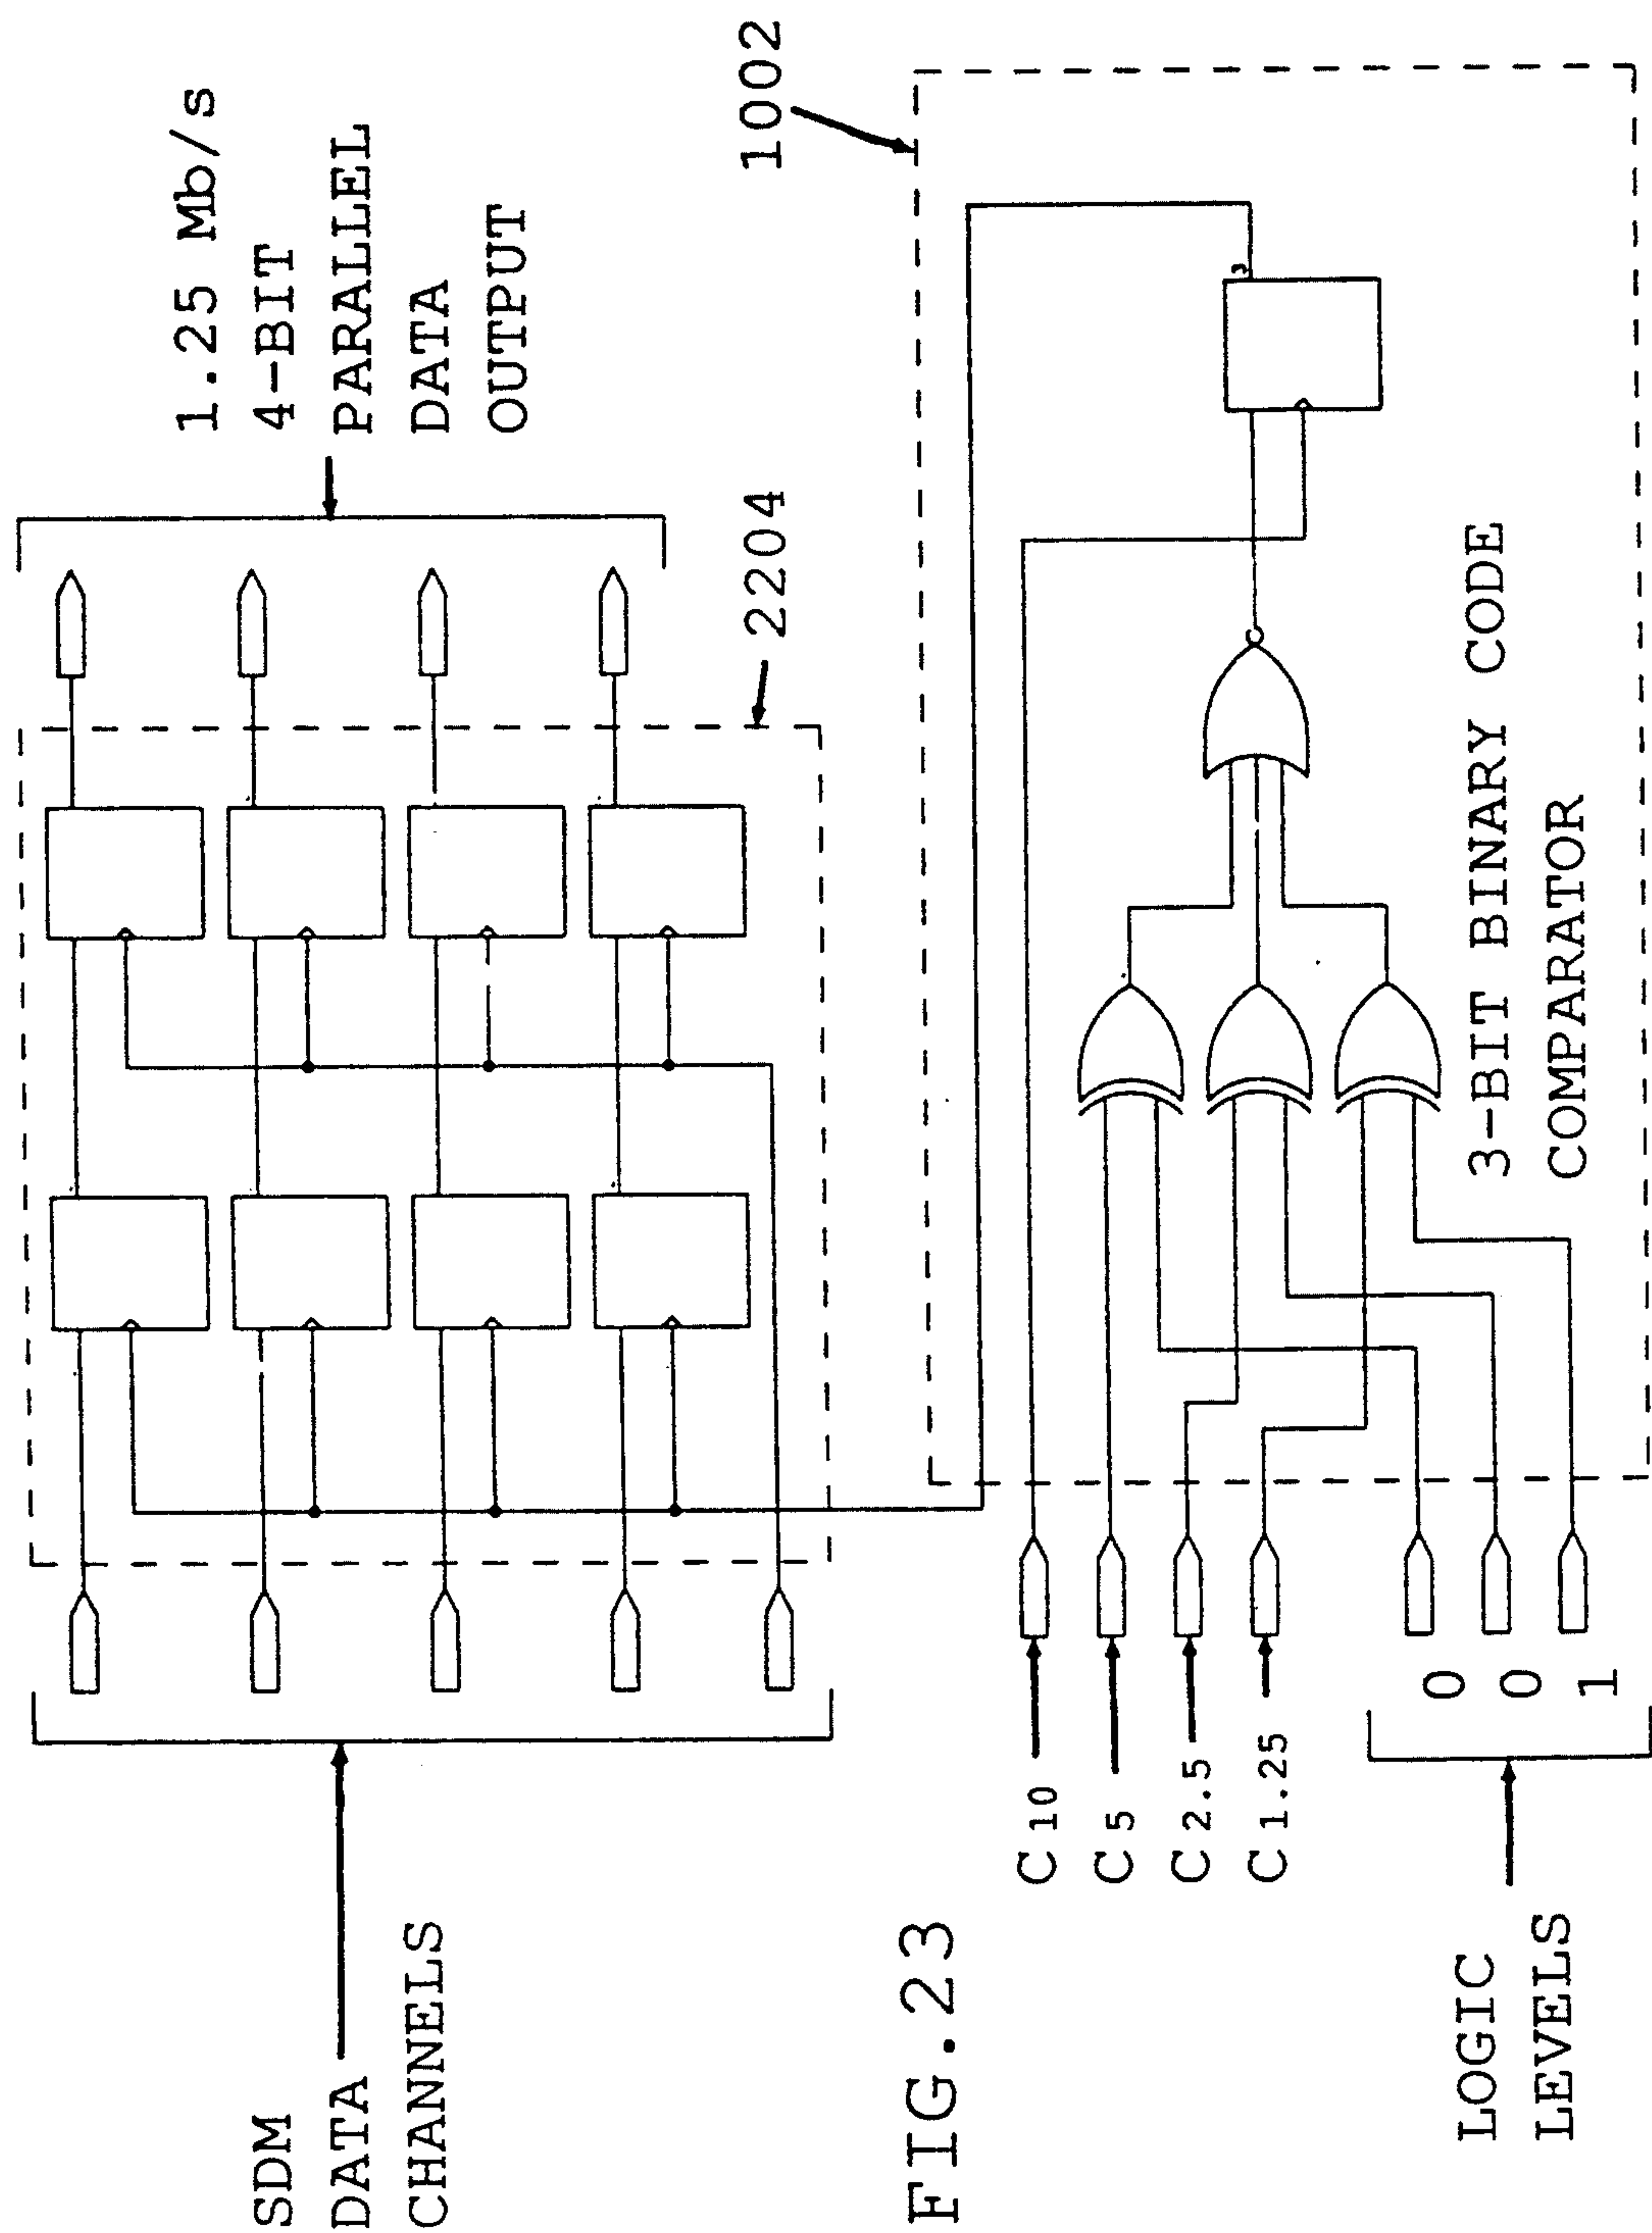 SDM
DATA
CHANNELS
1.25 Mb/s
4-BIT
PARALLEL
DATA
OUTPUT
2204
1002
FIG.23
C 10
C 5
C 2.5
C 1.25
LOGIC
LEVELS
0
0
1
3-BIT BINARY CODE
COMPARATOR